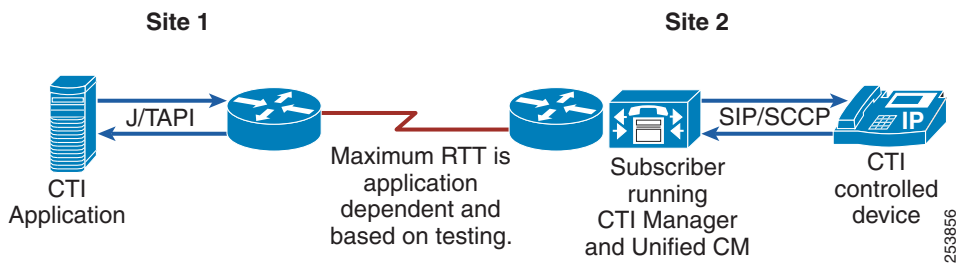 Site 1
Site 2
J/TAPI
SIP/SCCP
IP
CTI
Application
Maximum RTT is
application
dependent and
based on testing.
Subscriber
running
CTI Manager
and Unified CM
CTI
controlled
device
253856